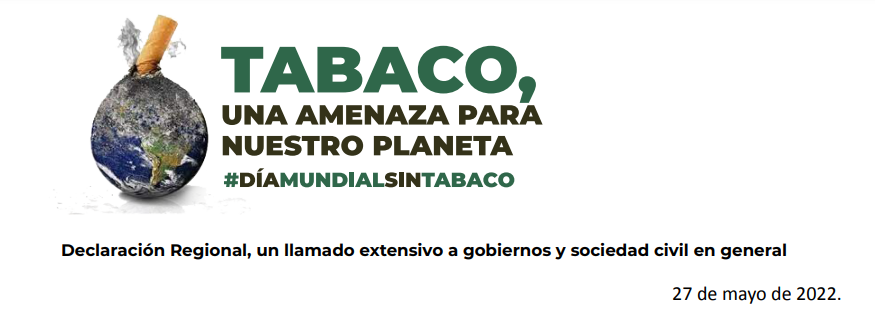 TABACO,
UNA AMENAZA PARA
NUESTRO PLANETA
#DÍAMUNDIALSINTABACO
Declaración Regional, un llamado extensivo a gobiernos y sociedad civil en general
27 de mayo de 2022.